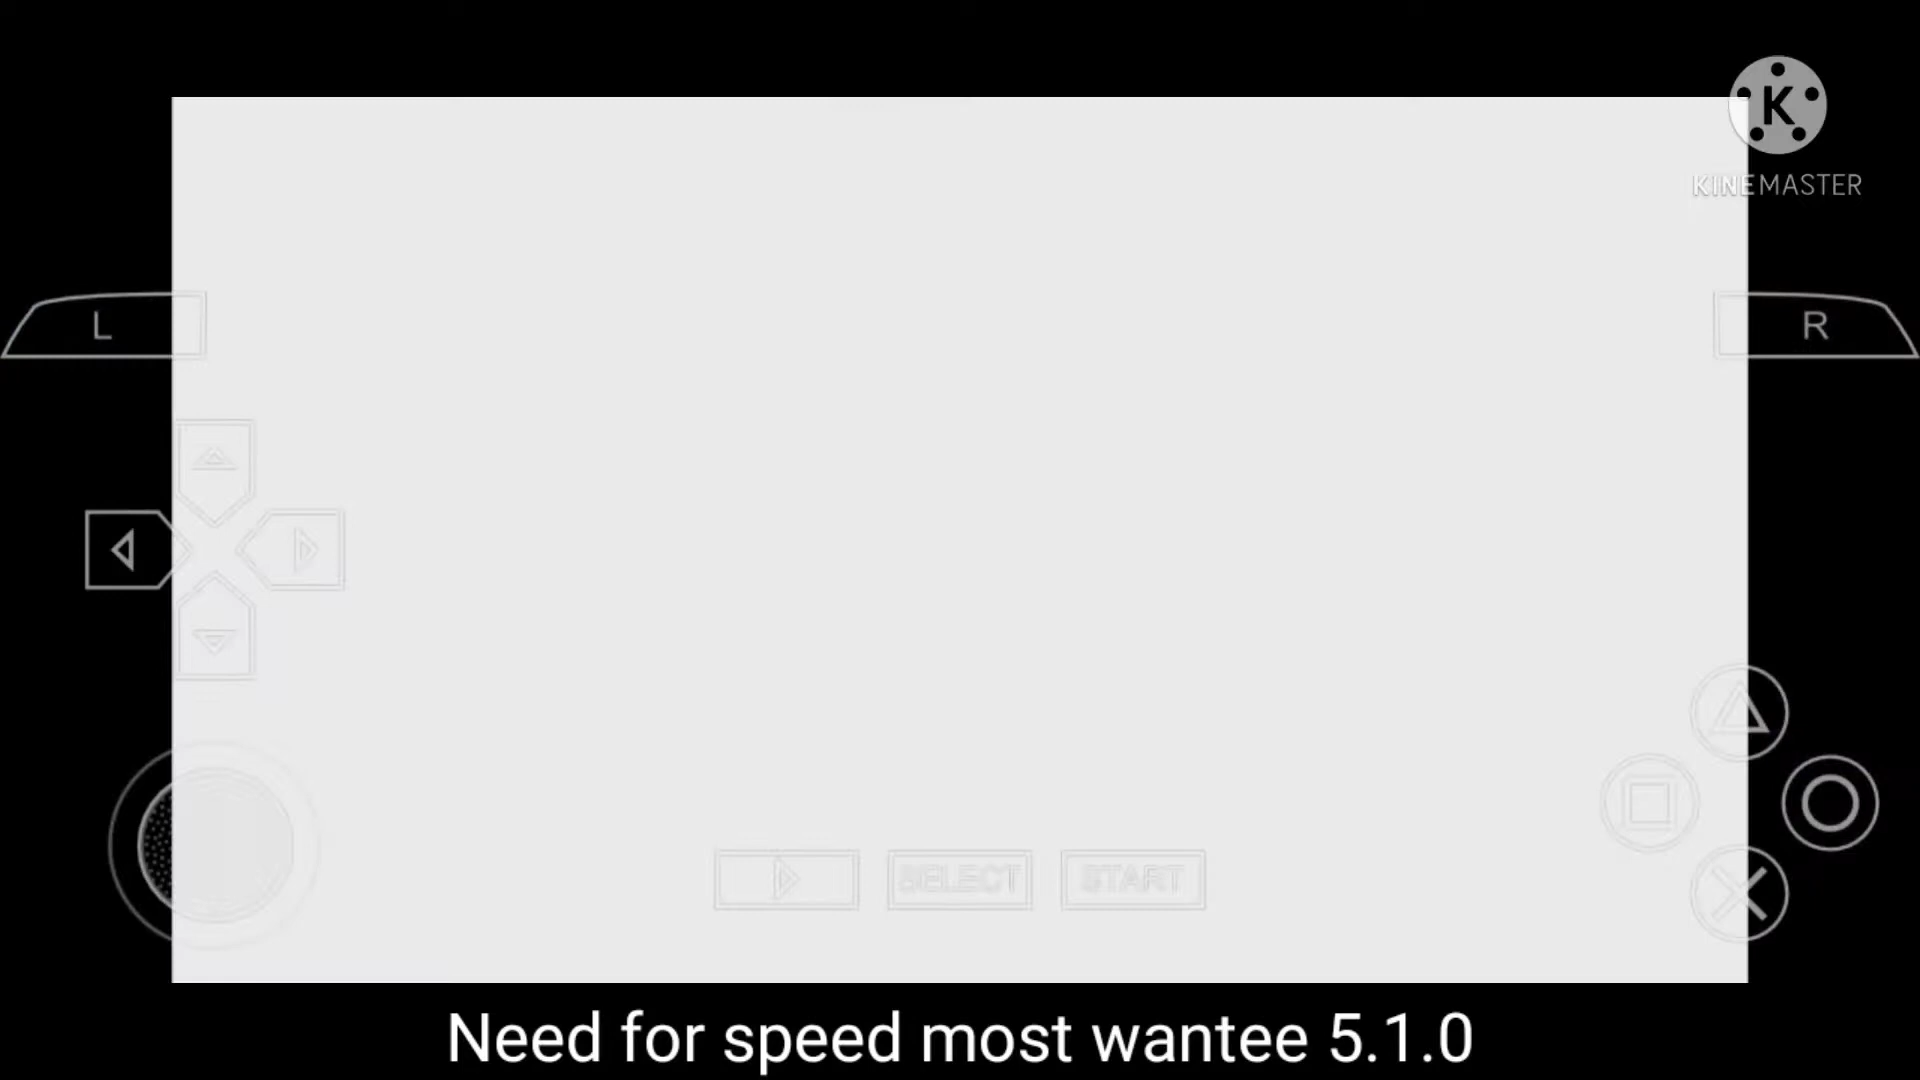 K
KINEMASTER
L
R
SELECT
START
Need for speed most wantee 5.1.0